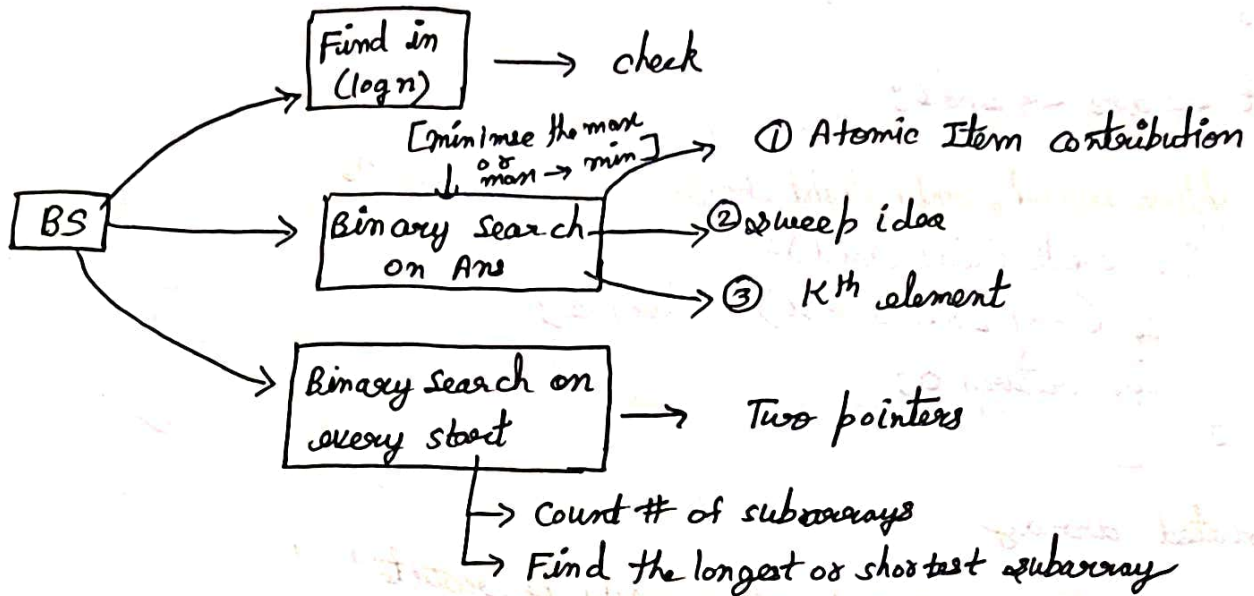 Find in
(log n)
→ check
[minimse the max
or
max → min]
① Atomic Item contribution
BS
Binary Search
on Ans
② sweep idea
③ Kth element
Binary Search on
every start
→ Two pointers
→ Count # of subarrays
→ Find the longest or shortest subarray